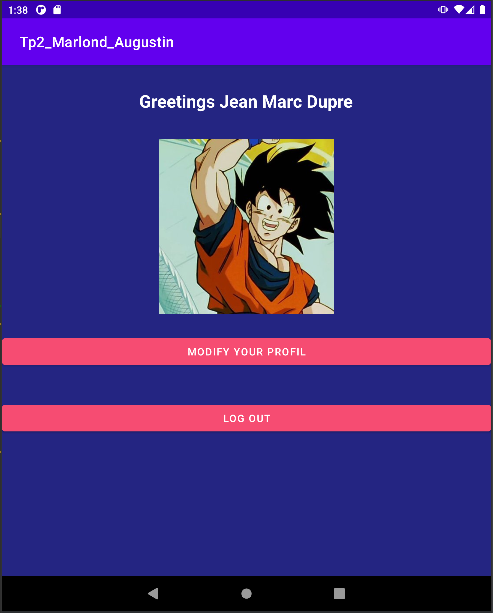 1:38
Tp2_Marlond_Augustin
Greetings Jean Marc Dupre
MODIFY YOUR PROFIL
LOG OUT